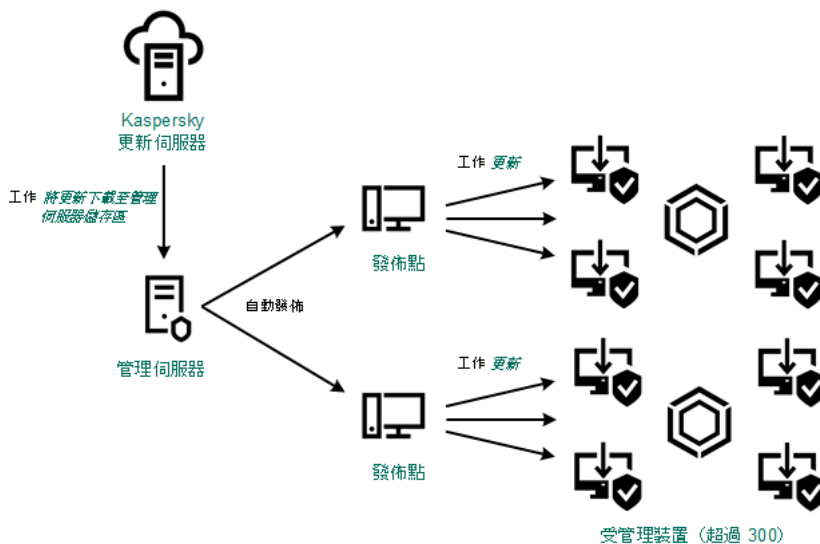 Kaspersky
更新伺服器
工作 將更新下載至管理
伺服器儲存區
管理伺服器
自動發佈
發佈點
工作 更新
發佈點
工作 更新
受管理裝置（超過 300）